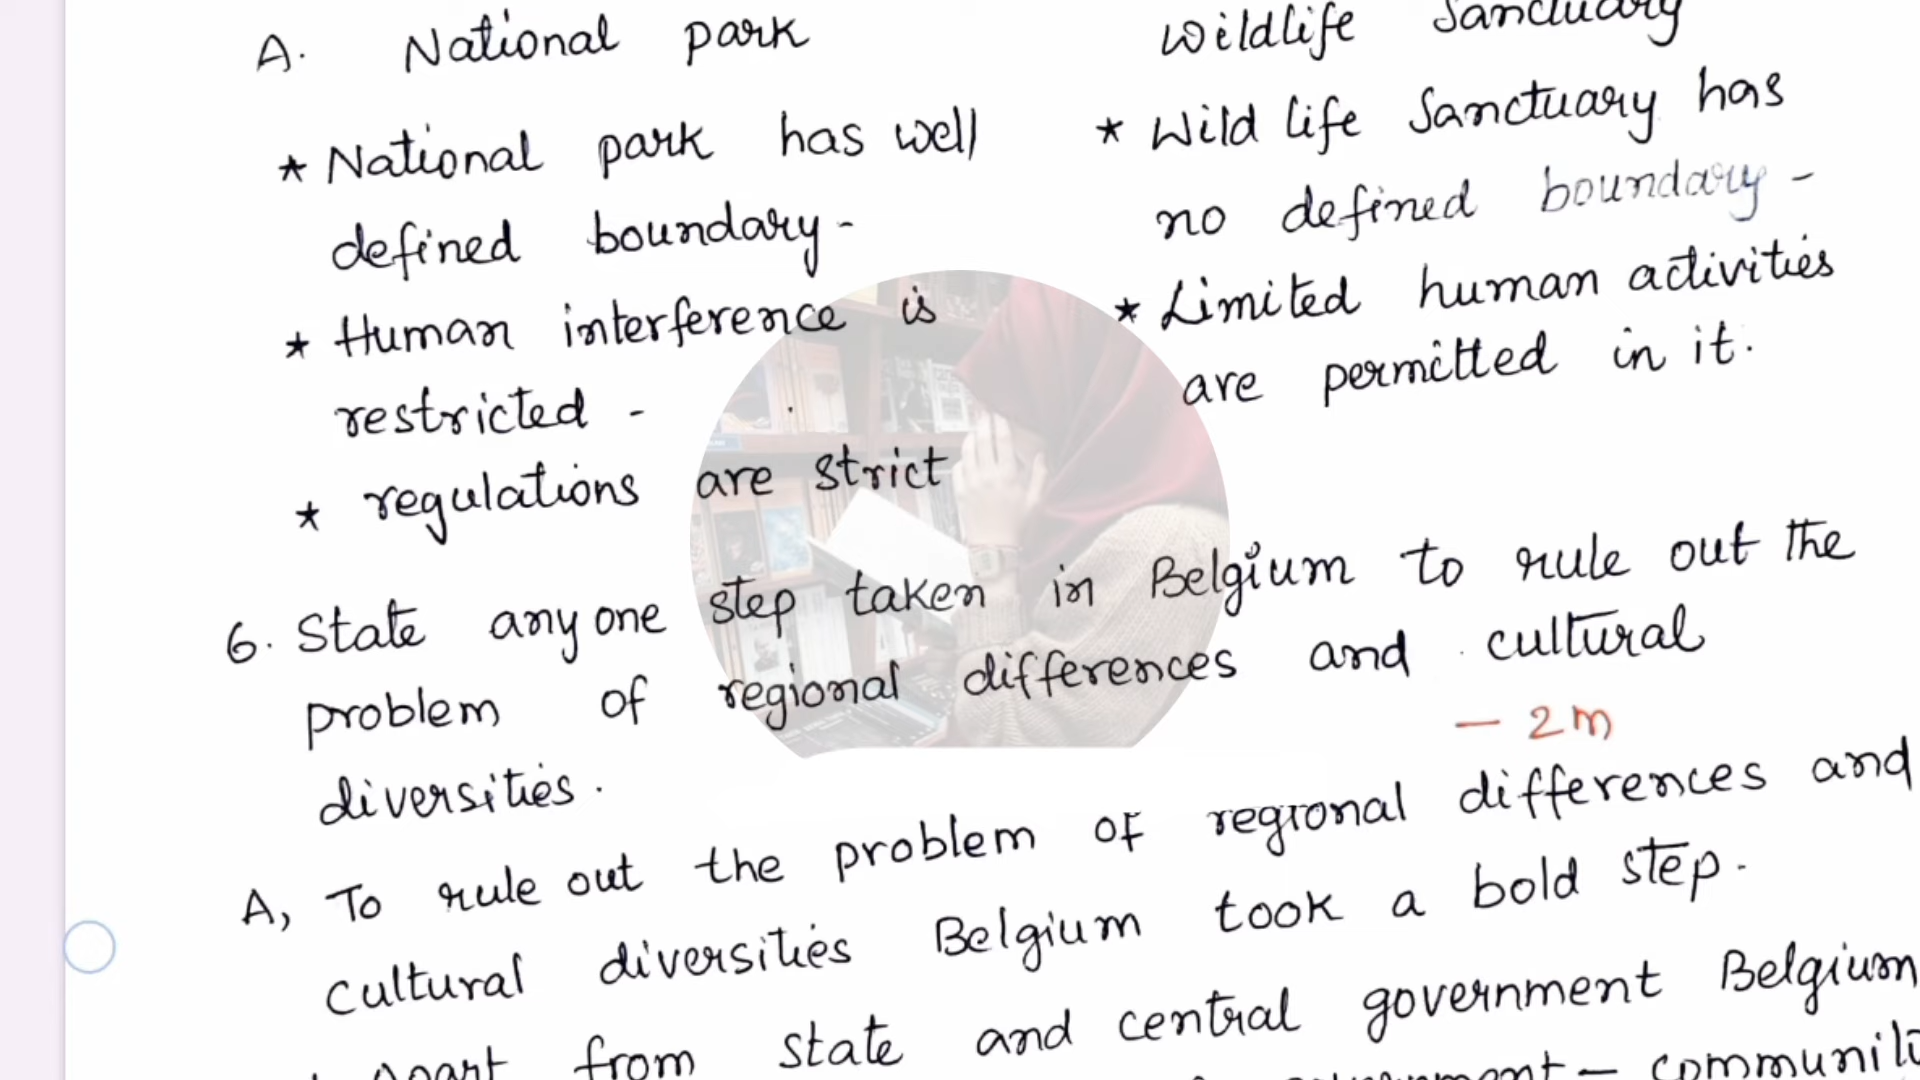 A. National park
wildlife Sanctuary
* National park has well
defined boundary -
* Human interference is
restricted -
* regulations are strict
* Wild life Sanctuary has
no defined boundary -
* Limited human activities
are permitted in it.
6. State any one step taken in Belgium to rule out the
problem of regional differences and cultural
diversities.
- 2m
A, To rule out the problem of regional differences and
cultural diversities Belgium took a bold step.
Apart from state and central government Belgium